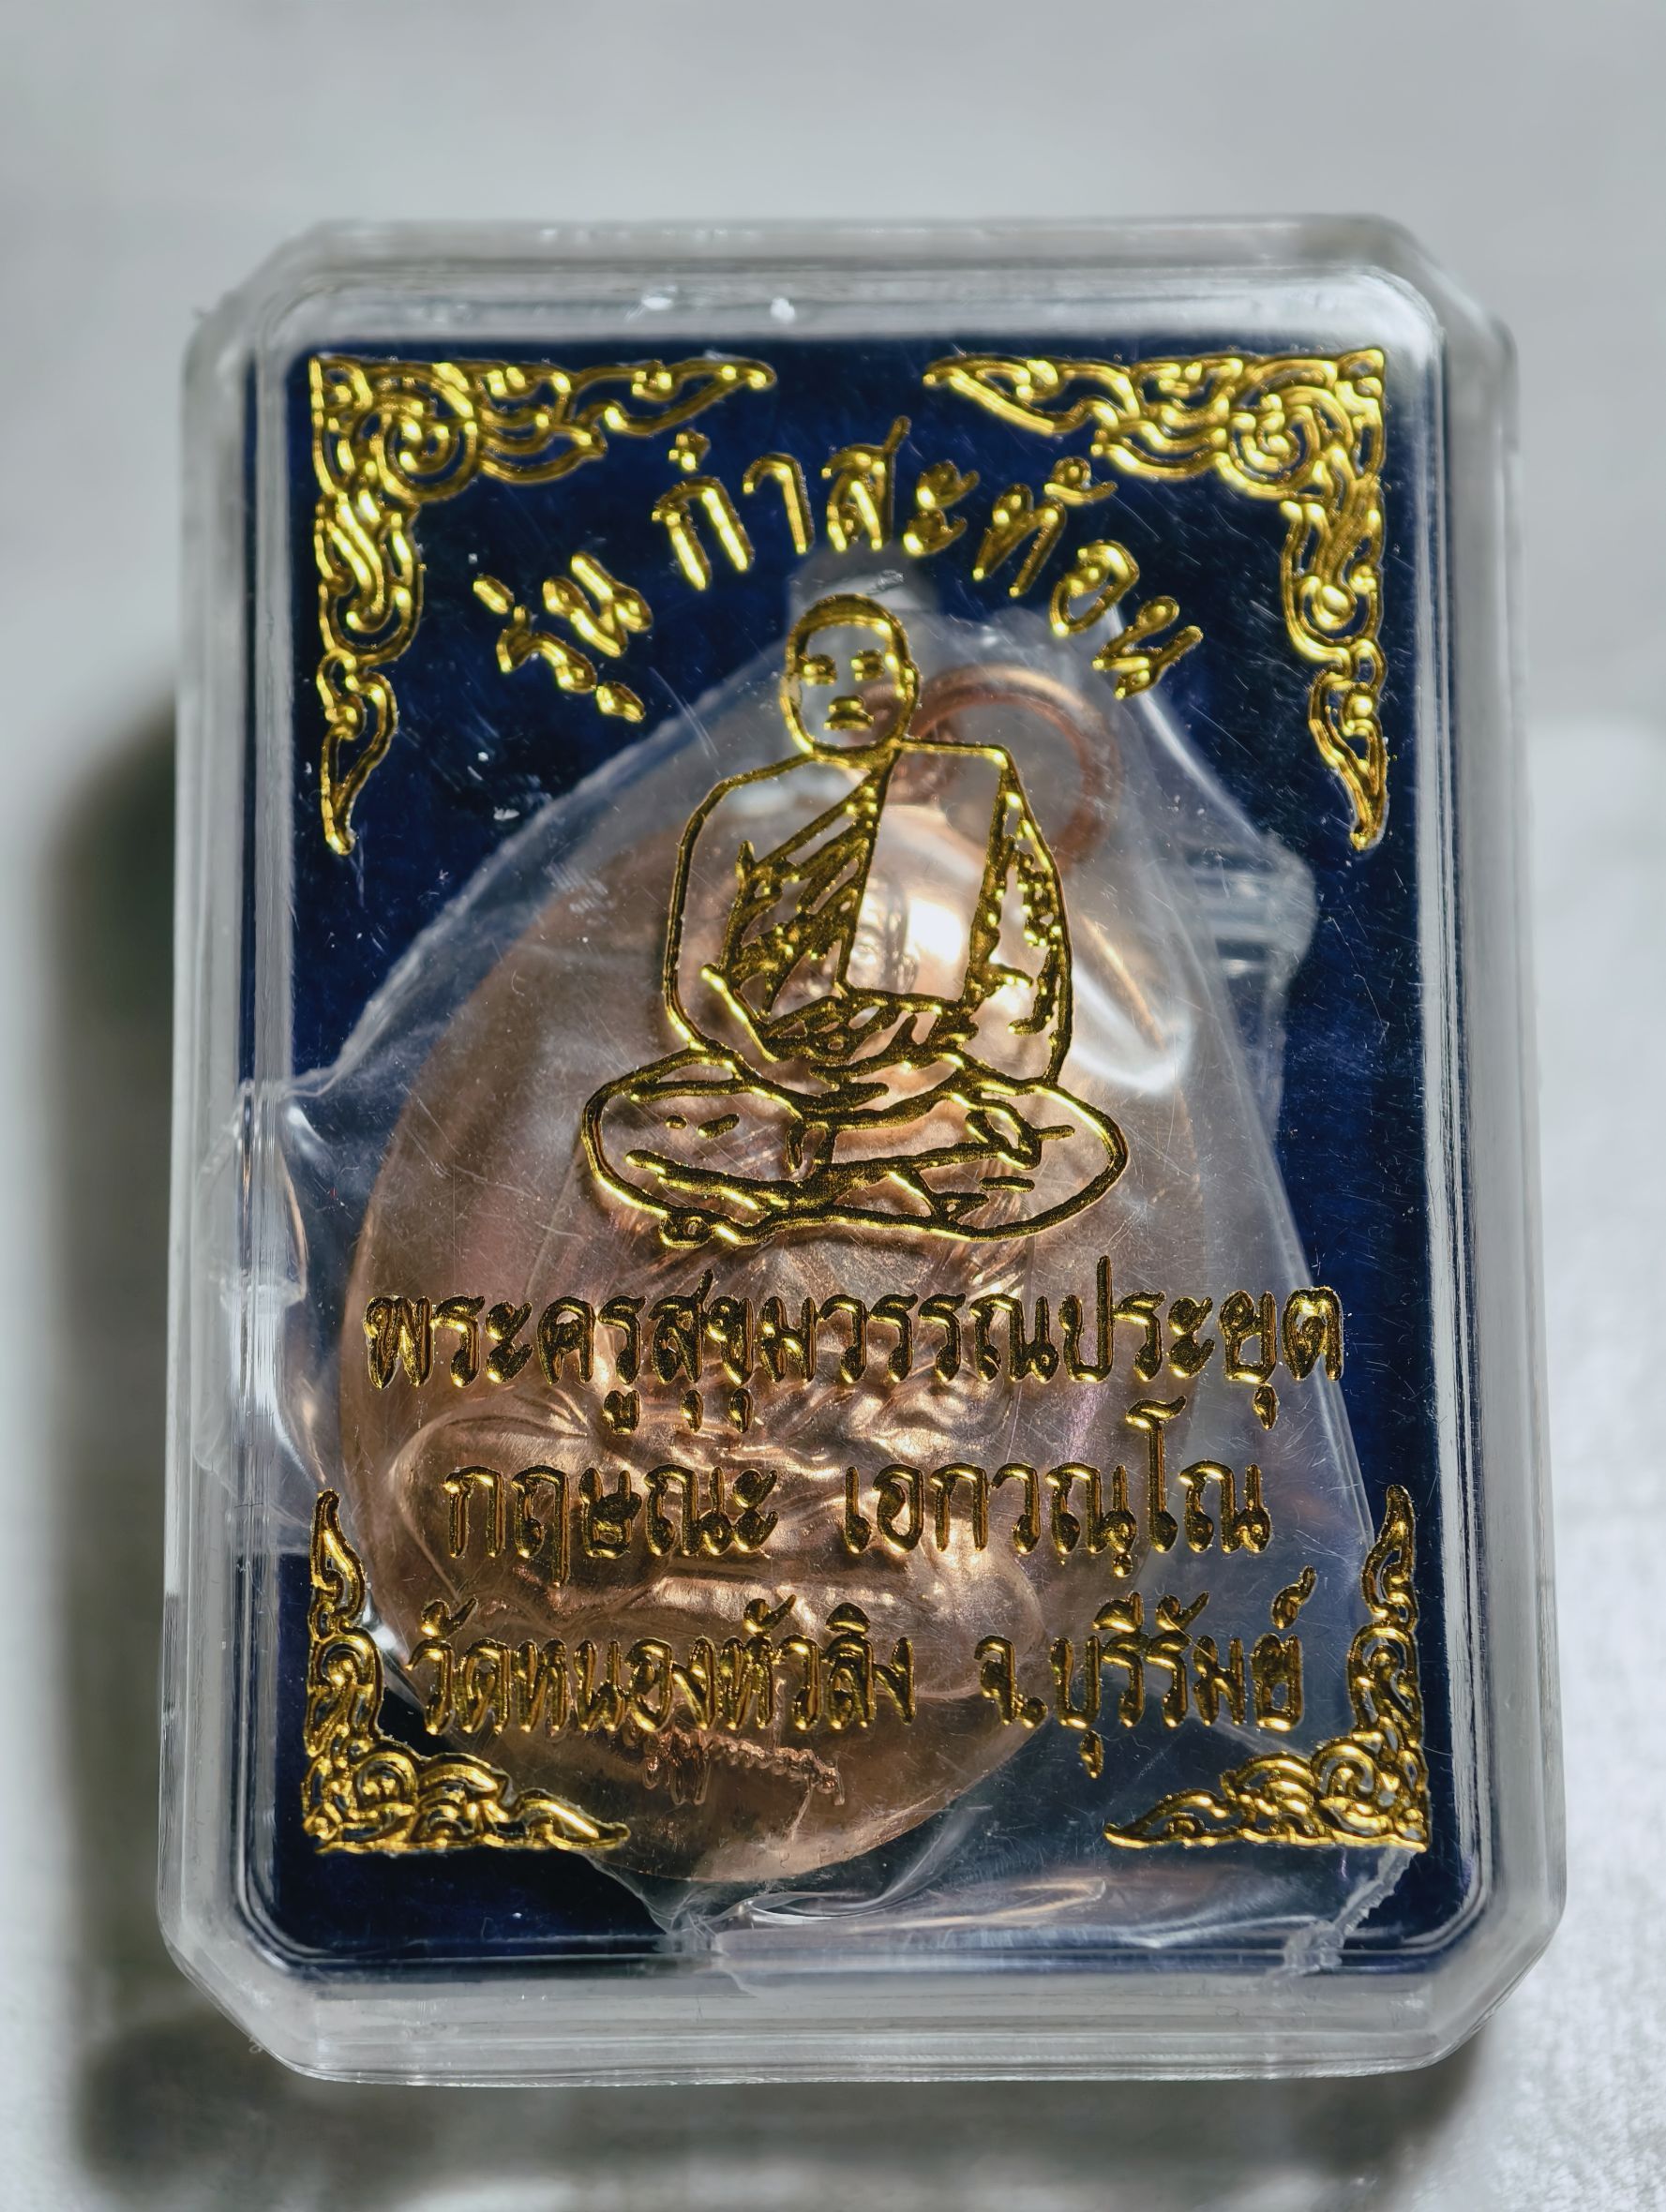 รุ่น กำสะท้อน
พระครูสุขุมวรรณประยุต
กฤษณะ เอกวณฺโณ
วัดหนองหัวลิง จ.บุรีรัมย์